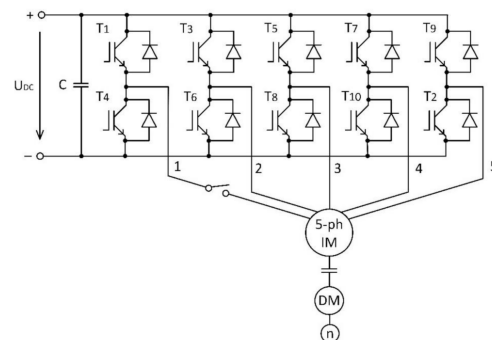 +
T1 T3 T5 T7 T9
UDC
C
T4 T6 T8 T10 T2
–
1 2 3 4 5
5-ph
IM
DM
n